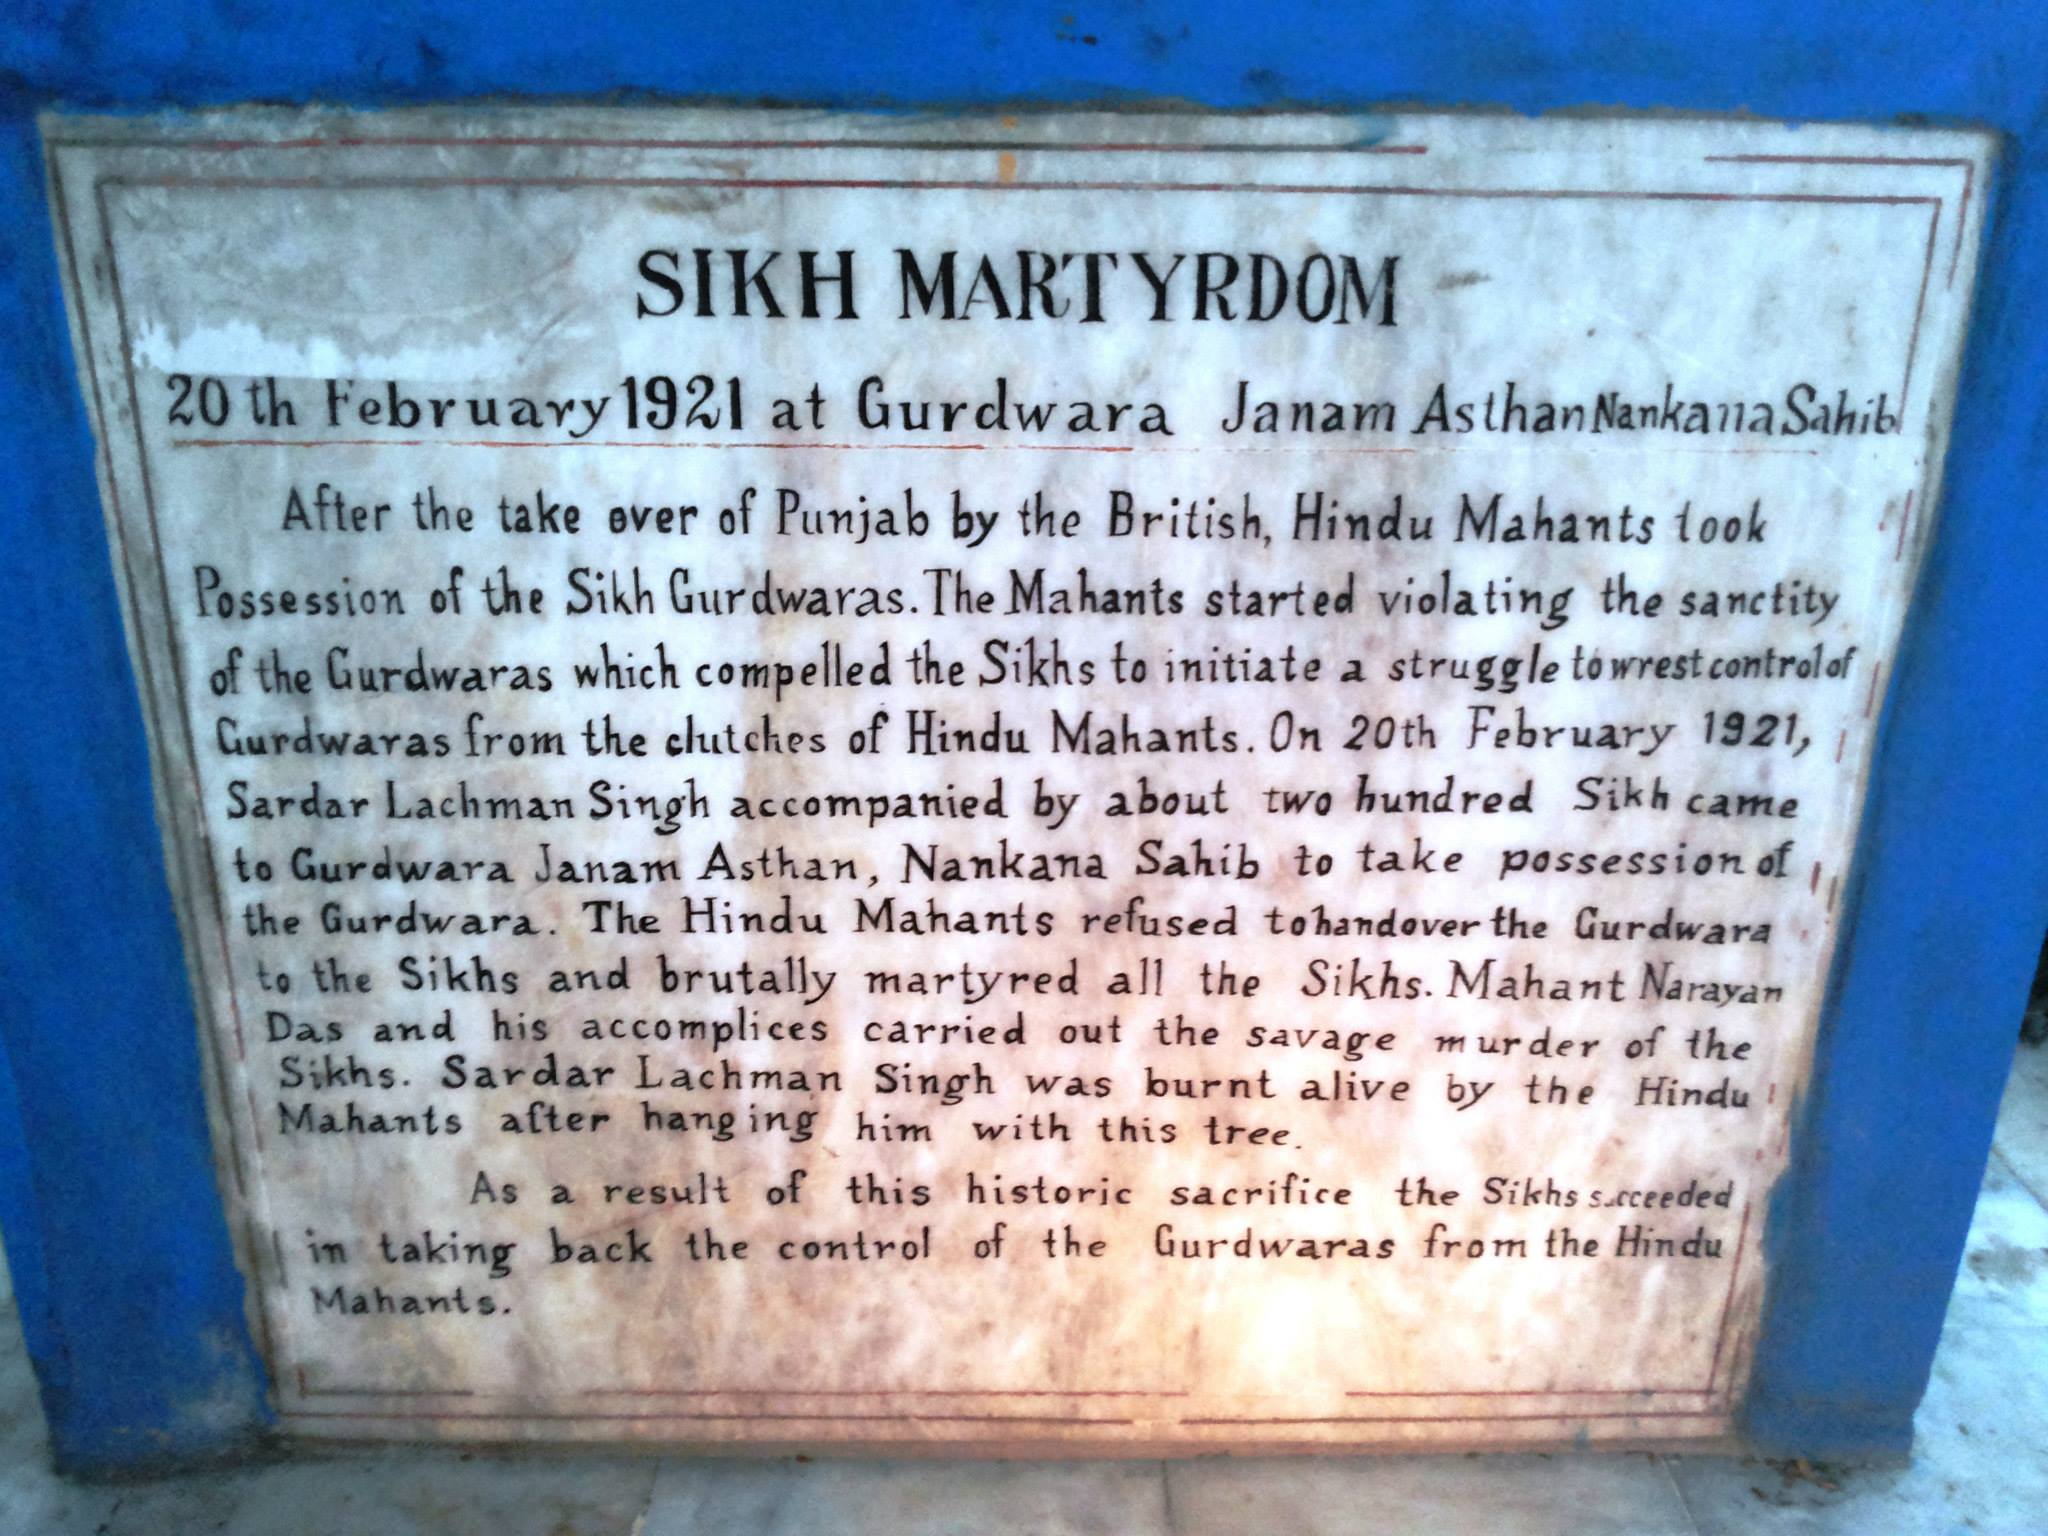 SIKH MARTYRDOM
20th February 1921 at Gurdwara Janam Asthan Nankana Sahib
After the take over of Punjab by the British, Hindu Mahants took
Possession of the Sikh Gurdwaras. The Mahants started violating the sanctity
of the Gurdwaras which compelled the Sikhs to initiate a struggle to wrest control of
Gurdwaras from the clutches of Hindu Mahants. On 20th February 1921,
Sardar Lachman Singh accompanied by about two hundred Sikh came
to Gurdwara Janam Asthan, Nankana Sahib to take possession of
the Gurdwara. The Hindu Mahants refused to handover the Gurdwara
to the Sikhs and brutally martyred all the Sikhs. Mahant Narayan
Das and his accomplices carried out the savage murder of the
Sikhs. Sardar Lachman Singh was burnt alive by the Hindu
Mahants after hanging him with this tree.
As a result of this historic sacrifice the Sikhs succeeded
in taking back the control of the Gurdwaras from the Hindu
Mahants.